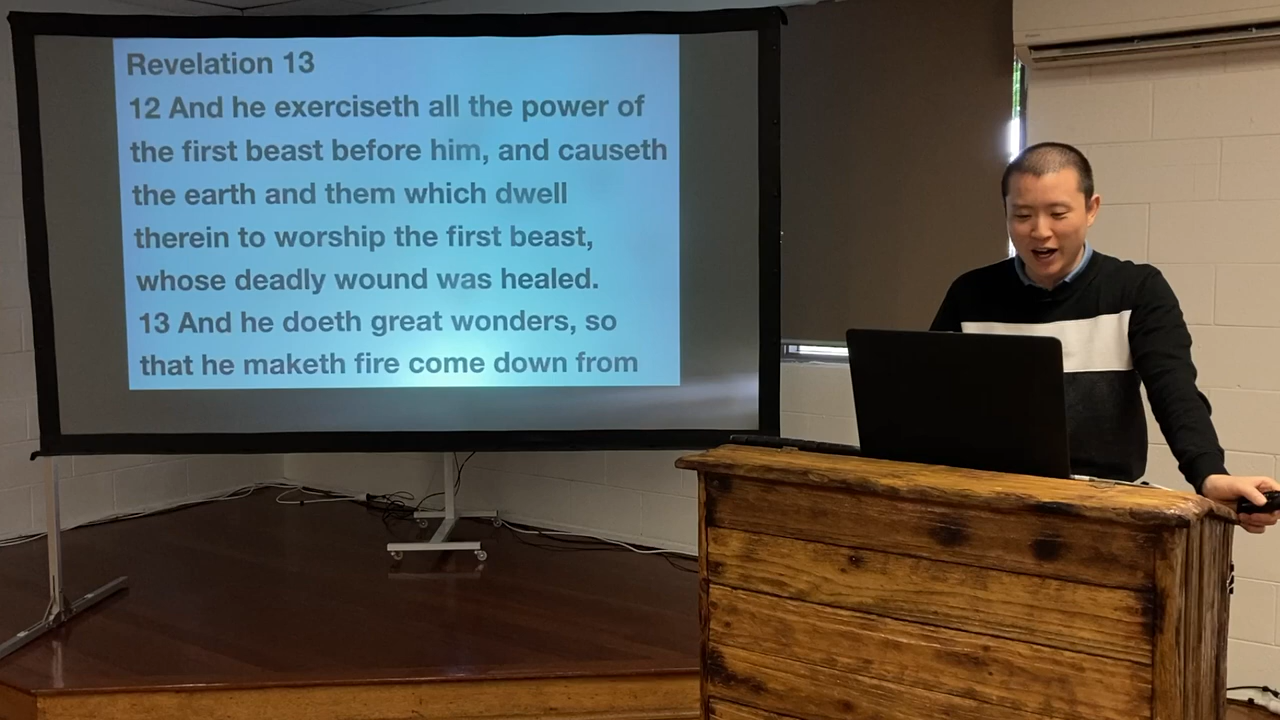 Revelation 13
12 And he exerciseth all the power of
the first beast before him, and causeth
the earth and them which dwell
therein to worship the first beast,
whose deadly wound was healed.
13 And he doeth great wonders, so
that he maketh fire come down from